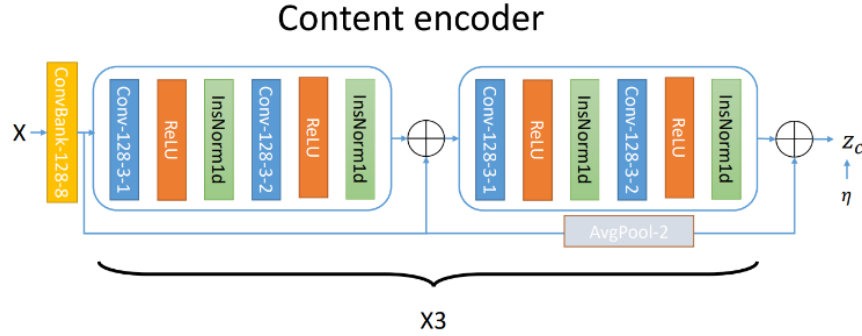 Content encoder
X
ConvBank-128-8
Conv-128-3-1
ReLU
InsNorm1d
Conv-128-3-2
ReLU
InsNorm1d
Conv-128-3-1
ReLU
InsNorm1d
Conv-128-3-2
ReLU
InsNorm1d
z_c
η
AvgPool-2
X3